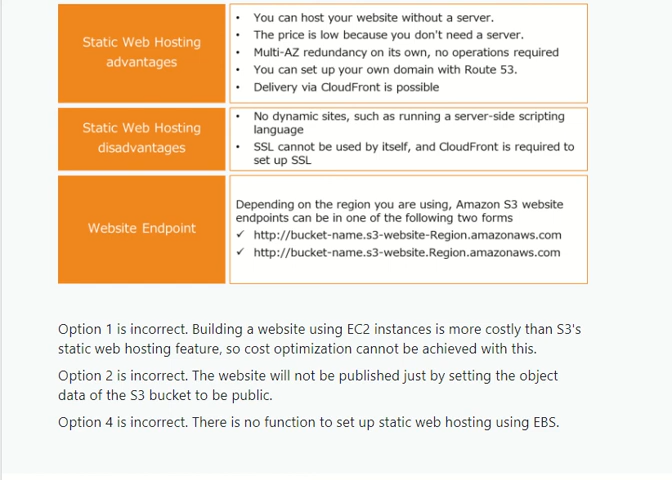 Static Web Hosting
advantages
• You can host your website without a server.
• The price is low because you don't need a server.
• Multi-AZ redundancy on its own, no operations required
• You can set up your own domain with Route 53.
• Delivery via CloudFront is possible
Static Web Hosting
disadvantages
• No dynamic sites, such as running a server-side scripting
language
• SSL cannot be used by itself, and CloudFront is required to
set up SSL
Website Endpoint
Depending on the region you are using, Amazon S3 website
endpoints can be in one of the following two forms
✓ http://bucket-name.s3-website-Region.amazonaws.com
✓ http://bucket-name.s3-website.Region.amazonaws.com
Option 1 is incorrect. Building a website using EC2 instances is more costly than S3's
static web hosting feature, so cost optimization cannot be achieved with this.
Option 2 is incorrect. The website will not be published just by setting the object
data of the S3 bucket to be public.
Option 4 is incorrect. There is no function to set up static web hosting using EBS.